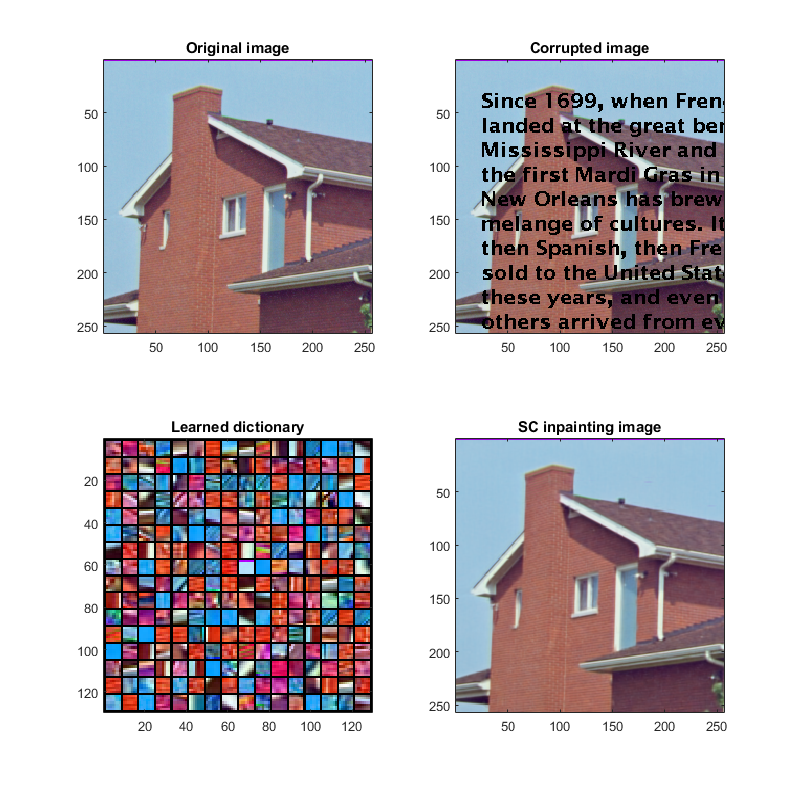 Original image
50
100
150
200
250
50 100 150 200 250
Corrupted image
50
100
150
200
250
Since 1699, when Fren
landed at the great ber
Mississippi River and
the first Mardi Gras in
New Orleans has brew
melange of cultures. It
then Spanish, then Fre
sold to the United Stat
these years, and even
others arrived from ev
50 100 150 200 250
Learned dictionary
20
40
60
80
100
120
20 40 60 80 100 120
SC inpainting image
50
100
150
200
250
50 100 150 200 250